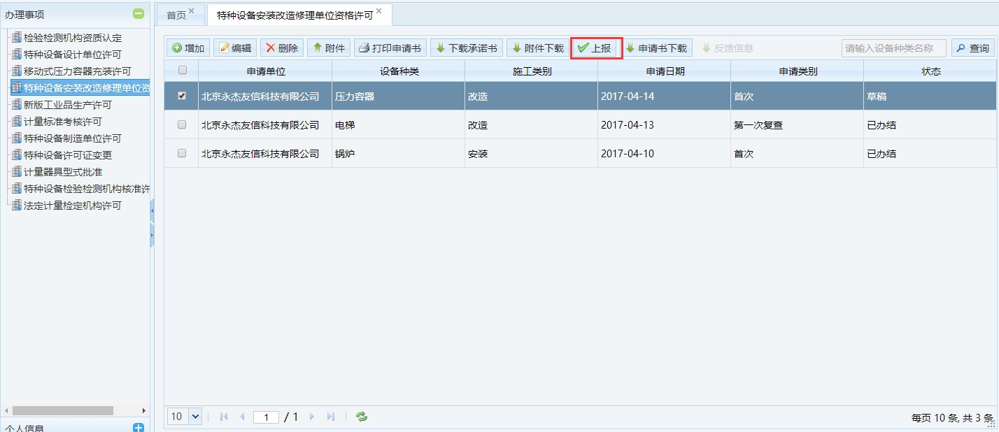 办理事项
检验检测机构资质认定
特种设备设计单位许可
移动式压力容器充装许可
特种设备安装改造修理单位资
新版工业品生产许可
计量标准考核许可
特种设备制造单位许可
特种设备许可证变更
计量器具型式批准
特种设备检验检测机构核准许
法定计量检定机构许可
个人信息
首页 特种设备安装改造修理单位资格许可
增加 编辑 删除 附件 打印申请书 下载承诺书 附件下载 上报 申请书下载 反馈信息 请输入设备种类名称 查询
申请单位 设备种类 施工类别 申请日期 申请类别 状态
北京永杰友信科技有限公司 压力容器 改造 2017-04-14 首次 草稿
北京永杰友信科技有限公司 电梯 改造 2017-04-13 第一次复查 已办结
北京永杰友信科技有限公司 锅炉 安装 2017-04-10 首次 已办结
10 1 / 1 每页 10 条, 共 3 条